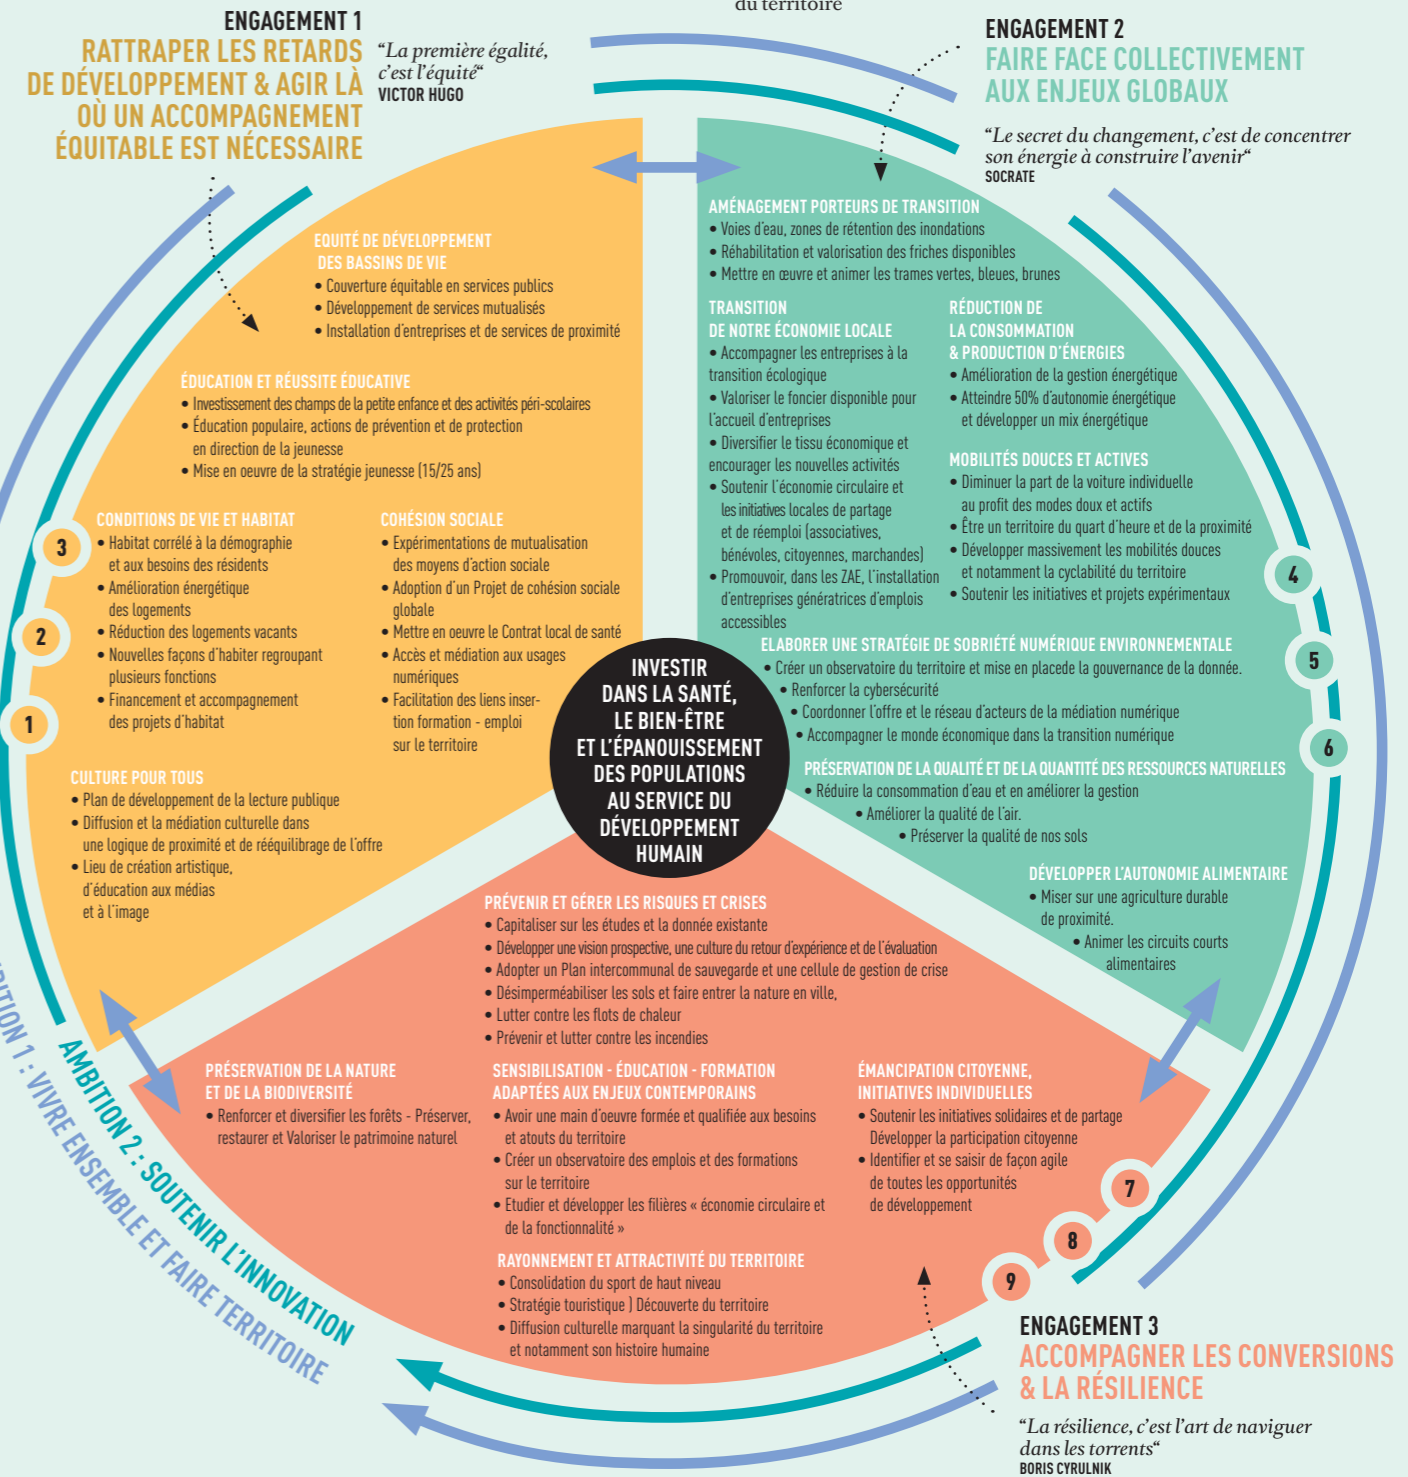 du territoire
ENGAGEMENT 1
RATTRAPER LES RETARDS
DE DÉVELOPPEMENT & AGIR LÀ
OÙ UN ACCOMPAGNEMENT
ÉQUITABLE EST NÉCESSAIRE
“La première égalité,
c'est l'équité“
VICTOR HUGO
ENGAGEMENT 2
FAIRE FACE COLLECTIVEMENT
AUX ENJEUX GLOBAUX
“Le secret du changement, c'est de concentrer
son énergie à construire l'avenir“
SOCRATE
EQUITÉ DE DÉVELOPPEMENT
DES BASSINS DE VIE
• Couverture équitable en services publics
• Développement de services mutualisés
• Installation d'entreprises et de services de proximité
ÉDUCATION ET RÉUSSITE ÉDUCATIVE
• Investissement des champs de la petite enfance et des activités péri-scolaires
• Éducation populaire, actions de prévention et de protection
en direction de la jeunesse
• Mise en oeuvre de la stratégie jeunesse (15/25 ans)
CONDITIONS DE VIE ET HABITAT
• Habitat corrélé à la démographie
et aux besoins des résidents
• Amélioration énergétique
des logements
• Réduction des logements vacants
• Nouvelles façons d'habiter regroupant
plusieurs fonctions
• Financement et accompagnement
des projets d'habitat
COHÉSION SOCIALE
• Expérimentations de mutualisation
des moyens d'action sociale
• Adoption d'un Projet de cohésion sociale
globale
• Mettre en oeuvre le Contrat local de santé
• Accès et médiation aux usages
numériques
• Facilitation des liens inser-
tion formation - emploi
sur le territoire
CULTURE POUR TOUS
• Plan de développement de la lecture publique
• Diffusion et la médiation culturelle dans
une logique de proximité et de rééquilibrage de l'offre
• Lieu de création artistique,
d'éducation aux médias
et à l'image
3
2
1
AMÉNAGEMENT PORTEURS DE TRANSITION
• Voies d'eau, zones de rétention des inondations
• Réhabilitation et valorisation des friches disponibles
• Mettre en œuvre et animer les trames vertes, bleues, brunes
TRANSITION
DE NOTRE ÉCONOMIE LOCALE
• Accompagner les entreprises à la
transition écologique
• Valoriser le foncier disponible pour
l'accueil d'entreprises
• Diversifier le tissu économique et
encourager les nouvelles activités
• Soutenir l'économie circulaire et
les initiatives locales de partage
et de réemploi (associatives,
bénévoles, citoyennes, marchandes)
• Promouvoir, dans les ZAE, l'installation
d'entreprises génératrices d'emplois
accessibles
RÉDUCTION DE
LA CONSOMMATION
& PRODUCTION D'ÉNERGIES
• Amélioration de la gestion énergétique
• Atteindre 50% d'autonomie énergétique
et développer un mix énergétique
MOBILITÉS DOUCES ET ACTIVES
• Diminuer la part de la voiture individuelle
au profit des modes doux et actifs
• Être un territoire du quart d'heure et de la proximité
• Développer massivement les mobilités douces
et notamment la cyclabilité du territoire
• Soutenir les initiatives et projets expérimentaux
ELABORER UNE STRATÉGIE DE SOBRIÉTÉ NUMÉRIQUE ENVIRONNEMENTALE
• Créer un observatoire du territoire et mise en placede la gouvernance de la donnée.
• Renforcer la cybersécurité
• Coordonner l'offre et le réseau d'acteurs de la médiation numérique
• Accompagner le monde économique dans la transition numérique
PRÉSERVATION DE LA QUALITÉ ET DE LA QUANTITÉ DES RESSOURCES NATURELLES
• Réduire la consommation d'eau et en améliorer la gestion
• Améliorer la qualité de l'air.
• Préserver la qualité de nos sols
DÉVELOPPER L'AUTONOMIE ALIMENTAIRE
• Miser sur une agriculture durable
de proximité.
• Animer les circuits courts
alimentaires
4
5
6
INVESTIR
DANS LA SANTÉ,
LE BIEN-ÊTRE
ET L'ÉPANOUISSEMENT
DES POPULATIONS
AU SERVICE DU
DÉVELOPPEMENT
HUMAIN
PRÉVENIR ET GÉRER LES RISQUES ET CRISES
• Capitaliser sur les études et la donnée existante
• Développer une vision prospective, une culture du retour d'expérience et de l'évaluation
• Adopter un Plan intercommunal de sauvegarde et une cellule de gestion de crise
• Désimperméabiliser les sols et faire entrer la nature en ville,
• Lutter contre les flots de chaleur
• Prévenir et lutter contre les incendies
PRÉSERVATION DE LA NATURE
ET DE LA BIODIVERSITÉ
• Renforcer et diversifier les forêts - Préserver,
restaurer et Valoriser le patrimoine naturel
SENSIBILISATION - ÉDUCATION - FORMATION
ADAPTÉES AUX ENJEUX CONTEMPORAINS
• Avoir une main d'oeuvre formée et qualifiée aux besoins
et atouts du territoire
• Créer un observatoire des emplois et des formations
sur le territoire
• Etudier et développer les filières « économie circulaire et
de la fonctionnalité »
ÉMANCIPATION CITOYENNE,
INITIATIVES INDIVIDUELLES
• Soutenir les initiatives solidaires et de partage
Développer la participation citoyenne
• Identifier et se saisir de façon agile
de toutes les opportunités
de développement
RAYONNEMENT ET ATTRACTIVITÉ DU TERRITOIRE
• Consolidation du sport de haut niveau
• Stratégie touristique ) Découverte du territoire
• Diffusion culturelle marquant la singularité du territoire
et notamment son histoire humaine
7
8
9
BITION 1 : VIVRE ENSEMBLE ET FAIRE TERRITOIRE
AMBITION 2 : SOUTENIR L'INNOVATION
ENGAGEMENT 3
ACCOMPAGNER LES CONVERSIONS
& LA RÉSILIENCE
“La résilience, c'est l'art de naviguer
dans les torrents“
BORIS CYRULNIK